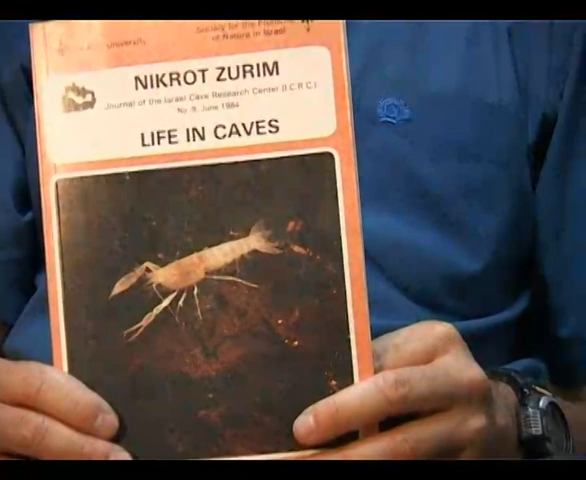 University
Society for the Protection
of Nature in Israel
NIKROT ZURIM
Journal of the Israel Cave Research Center (I.C.R.C.)
No. 9, June 1984
LIFE IN CAVES